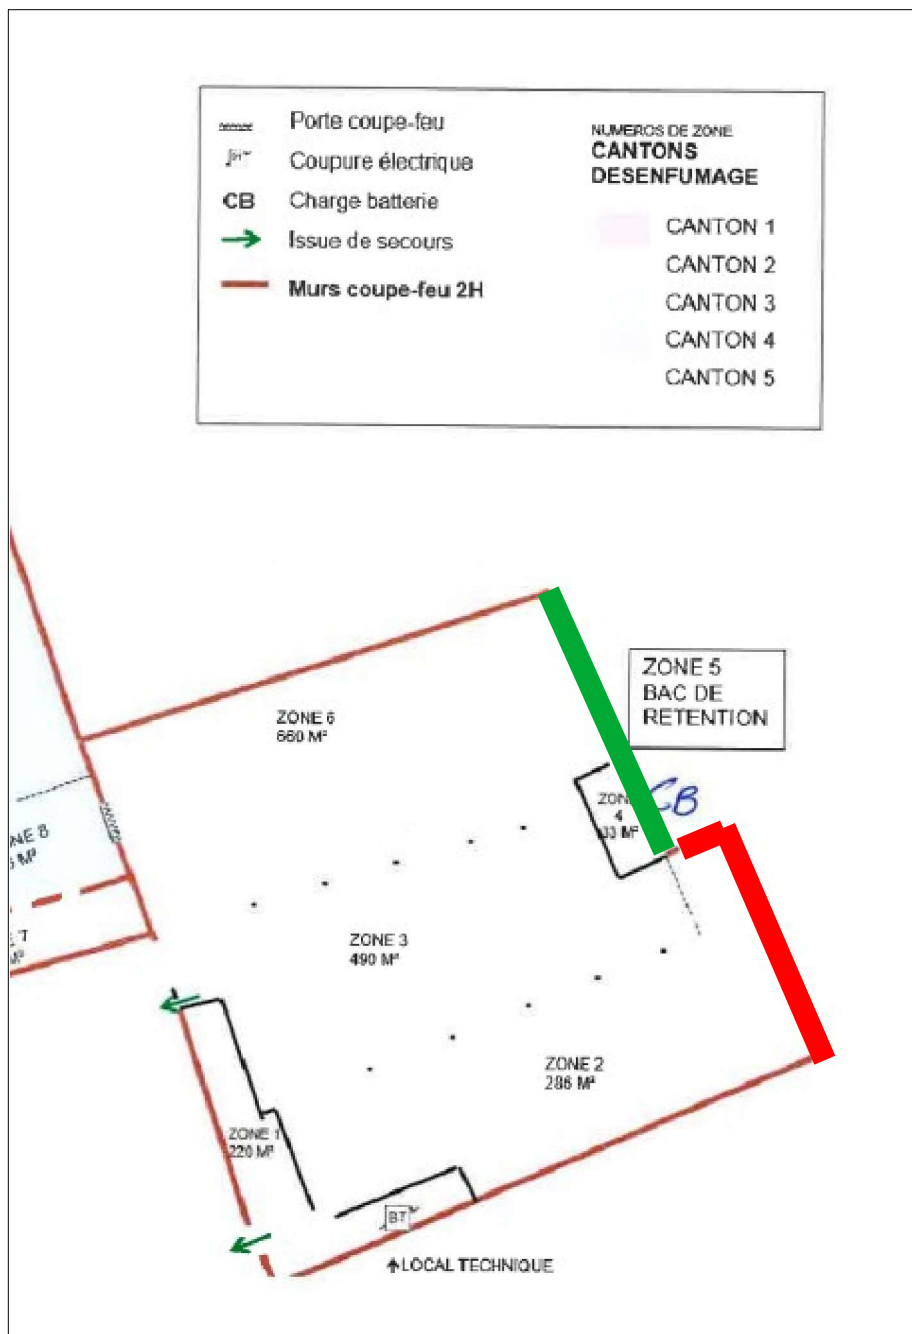 Porte coupe-feu
Coupure électrique
CB Charge batterie
Issue de secours
Murs coupe-feu 2H
NUMEROS DE ZONE
CANTONS
DESENFUMAGE
CANTON 1
CANTON 2
CANTON 3
CANTON 4
CANTON 5
ZONE 5
BAC DE
RETENTION
ZONE 6
660 M²
CB
4
ZONE 3
490 M²
ZONE 2
286 M²
ZONE 1
220 M²
BT
LOCAL TECHNIQUE